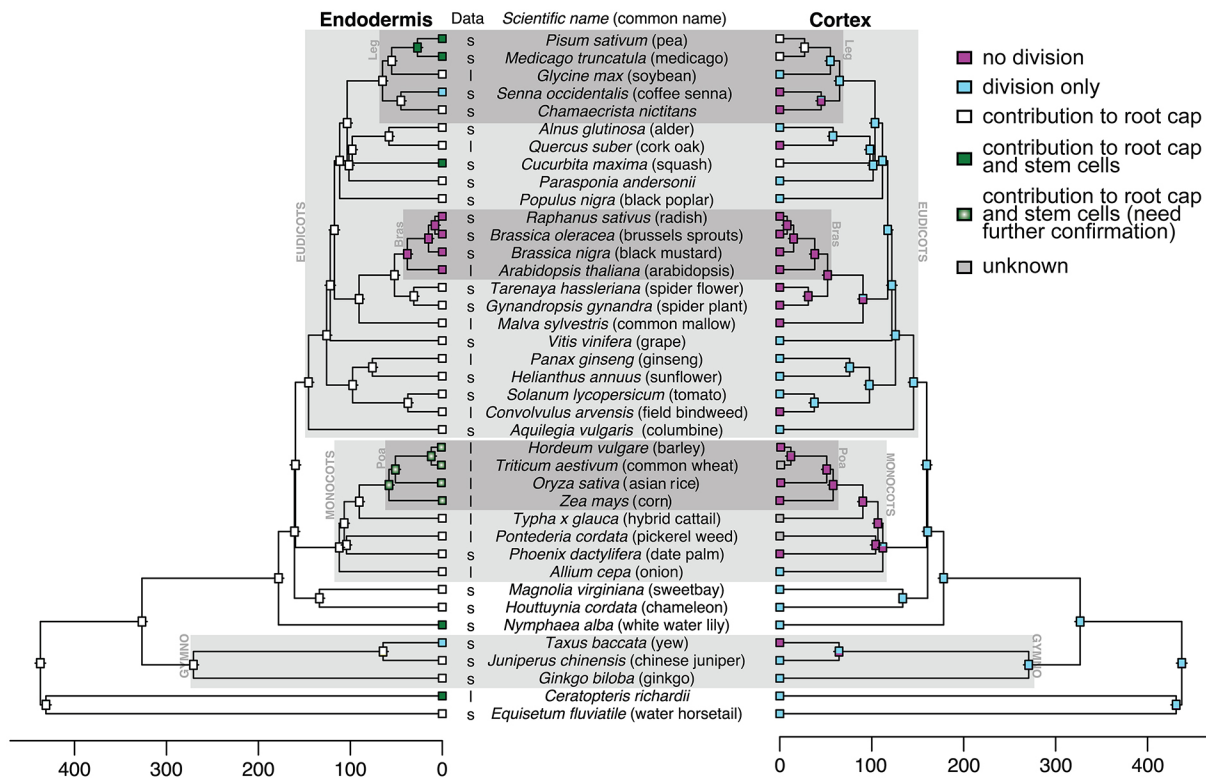 Endodermis Data Scientific name (common name) Cortex
s Pisum sativum (pea)
s Medicago truncatula (medicago)
l Glycine max (soybean)
s Senna occidentalis (coffee senna)
s Chamaecrista nictitans
s Alnus glutinosa (alder)
l Quercus suber (cork oak)
s Cucurbita maxima (squash)
s Parasponia andersonii
s Populus nigra (black poplar)
s Raphanus sativus (radish)
s Brassica oleracea (brussels sprouts)
s Brassica nigra (black mustard)
l Arabidopsis thaliana (arabidopsis)
s Tarenaya hassleriana (spider flower)
s Gynandropsis gynandra (spider plant)
l Malva sylvestris (common mallow)
s Vitis vinifera (grape)
l Panax ginseng (ginseng)
s Helianthus annuus (sunflower)
s Solanum lycopersicum (tomato)
l Convolvulus arvensis (field bindweed)
s Aquilegia vulgaris (columbine)
l Hordeum vulgare (barley)
l Triticum aestivum (common wheat)
l Oryza sativa (asian rice)
l Zea mays (corn)
l Typha x glauca (hybrid cattail)
l Pontederia cordata (pickerel weed)
s Phoenix dactylifera (date palm)
l Allium cepa (onion)
s Magnolia virginiana (sweetbay)
s Houttuynia cordata (chameleon)
s Nymphaea alba (white water lily)
s Taxus baccata (yew)
s Juniperus chinensis (chinese juniper)
s Ginkgo biloba (ginkgo)
l Ceratopteris richardii
s Equisetum fluviatile (water horsetail)
Leg
Bras
EUDICOTS
Poa
MONOCOTS
GYMNO
Leg
Bras
EUDICOTS
Poa
MONOCOTS
GYMNO
400 300 200 100 0
0 100 200 300 400
no division
division only
contribution to root cap
contribution to root cap
and stem cells
contribution to root cap
and stem cells (need
further confirmation)
unknown